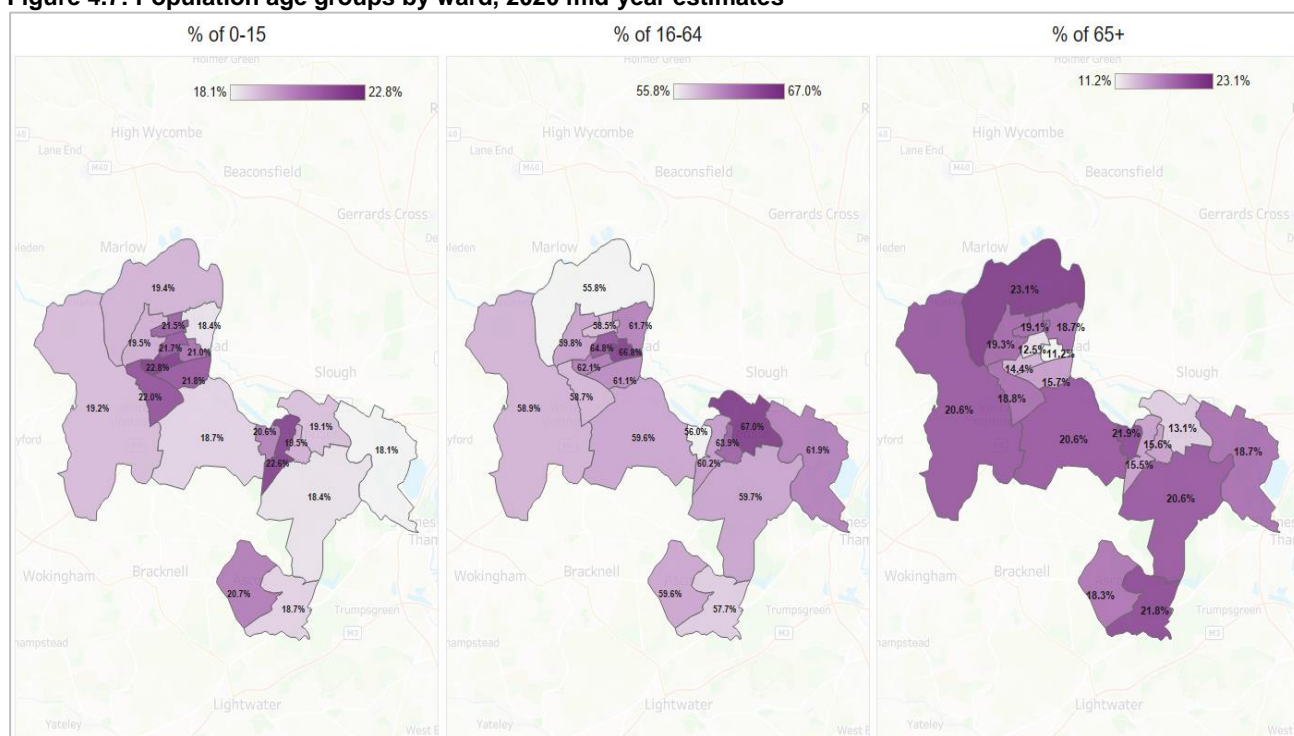 Figure 4.7: Population age groups by ward, 2020 mid-year estimates
% of 0-15
18.1% 22.8%
High Wycombe
Lane End
M40
Beaconsfield
Gerrards Cross
Marlow
19.4%
21.5% 18.4%
19.5% 21.7% 21.0%
22.8%
21.8%
Slough
22.0%
19.2%
18.7%
20.6% 19.5% 19.1%
18.1%
22.6%
18.4%
Wokingham
Bracknell
20.7%
18.7%
Trumpsgreen
M3
Lightwater
Yateley
% of 16-64
55.8% 67.0%
High Wycombe
Lane End
M40
Beaconsfield
Gerrards Cross
Marlow
55.8%
58.5% 61.7%
59.8% 64.8% 66.8%
62.1%
61.1%
Slough
58.7%
58.9%
59.6%
56.0% 63.9% 67.0%
61.9%
60.2%
59.7%
Wokingham
Bracknell
59.6%
57.7%
Trumpsgreen
M3
Lightwater
Yateley
% of 65+
11.2% 23.1%
High Wycombe
Lane End
M40
Beaconsfield
Gerrards Cross
Marlow
23.1%
19.1% 18.7%
19.3% 12.5% 11.2%
14.4%
15.7%
Slough
18.8%
20.6%
20.6%
21.9% 15.6% 13.1%
18.7%
15.5%
20.6%
Wokingham
Bracknell
18.3%
21.8%
Trumpsgreen
M3
Lightwater
Yateley